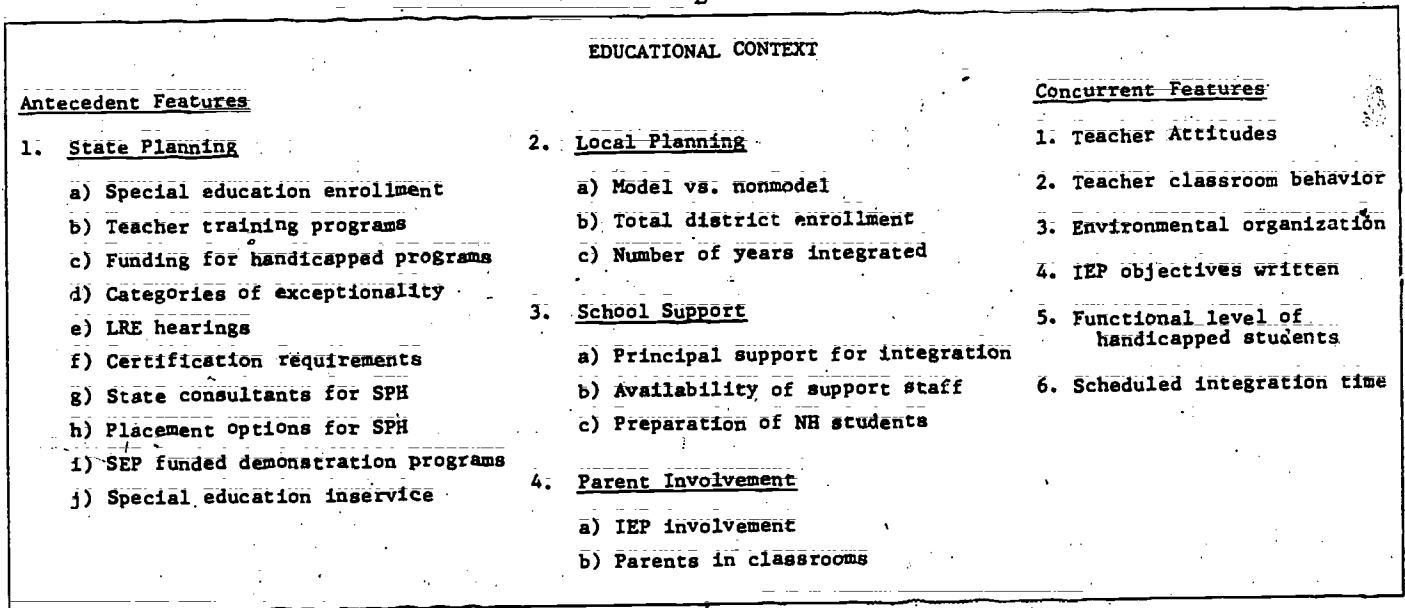 EDUCATIONAL CONTEXT
Antecedent Features
1. State Planning
a) Special education enrollment
b) Teacher training programs
c) Funding for handicapped programs
d) Categories of exceptionality
e) LRE hearings
f) Certification requirements
g) State consultants for SPH
h) Placement options for SPH
i) SEP funded demonstration programs
j) Special education inservice
2. Local Planning
a) Model vs. nonmodel
b) Total district enrollment
c) Number of years integrated
3. School Support
a) Principal support for integration
b) Availability of support staff
c) Preparation of NH students
4. Parent Involvement
a) IEP involvement
b) Parents in classrooms
Concurrent Features
1. Teacher Attitudes
2. Teacher classroom behavior
3. Environmental organization
4. IEP objectives written
5. Functional level of
handicapped students
6. Scheduled integration time